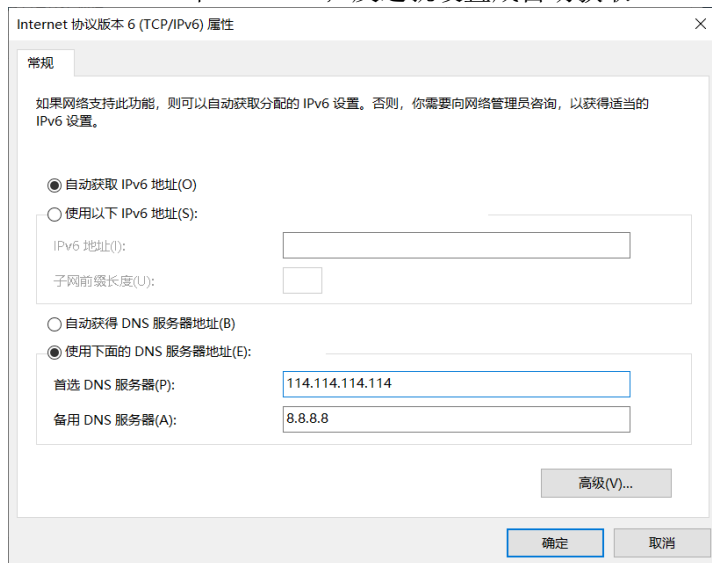 Internet 协议版本 6 (TCP/IPv6) 属性
常规
如果网络支持此功能，则可以自动获取分配的 IPv6 设置。否则，你需要向网络管理员咨询，以获得适当的
IPv6 设置。
自动获取 IPv6 地址(O)
使用以下 IPv6 地址(S):
IPv6 地址(I):
子网前缀长度(U):
自动获得 DNS 服务器地址(B)
使用下面的 DNS 服务器地址(E):
首选 DNS 服务器(P):
114.114.114.114
备用 DNS 服务器(A):
8.8.8.8
高级(V)...
确定
取消